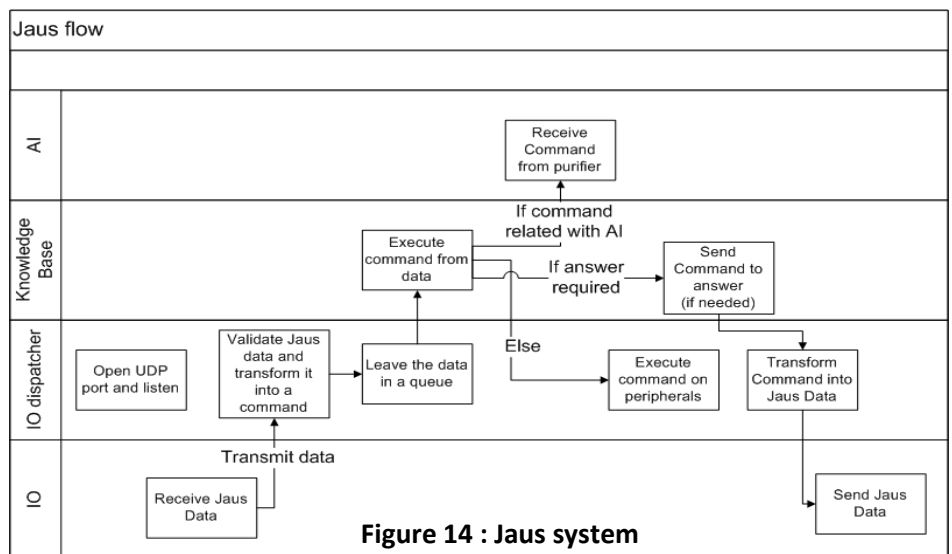 Jaus flow
AI
Receive
Command
from purifier
Knowledge
Base
If command
related with AI
Execute
command from
data
If answer
required
Send
Command to
answer
(if needed)
IO dispatcher
Open UDP
port and listen
Validate Jaus
data and
transform it
into a
command
Leave the data
in a queue
Else
Execute
command on
peripherals
Transform
Command into
Jaus Data
Transmit data
IO
Receive Jaus
Data
Send Jaus
Data
Figure 14 : Jaus system